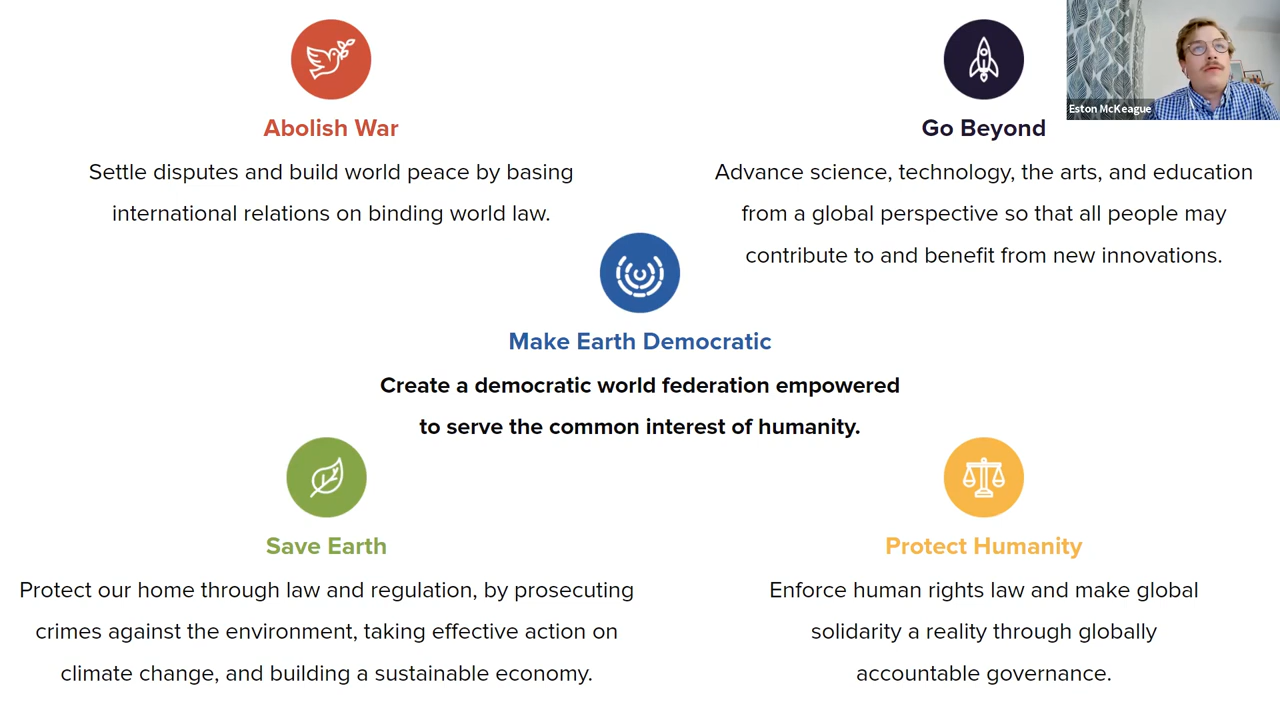 Abolish War
Settle disputes and build world peace by basing
international relations on binding world law.
Go Beyond
Advance science, technology, the arts, and education
from a global perspective so that all people may
contribute to and benefit from new innovations.
Eston McKeague
Make Earth Democratic
Create a democratic world federation empowered
to serve the common interest of humanity.
Save Earth
Protect our home through law and regulation, by prosecuting
crimes against the environment, taking effective action on
climate change, and building a sustainable economy.
Protect Humanity
Enforce human rights law and make global
solidarity a reality through globally
accountable governance.